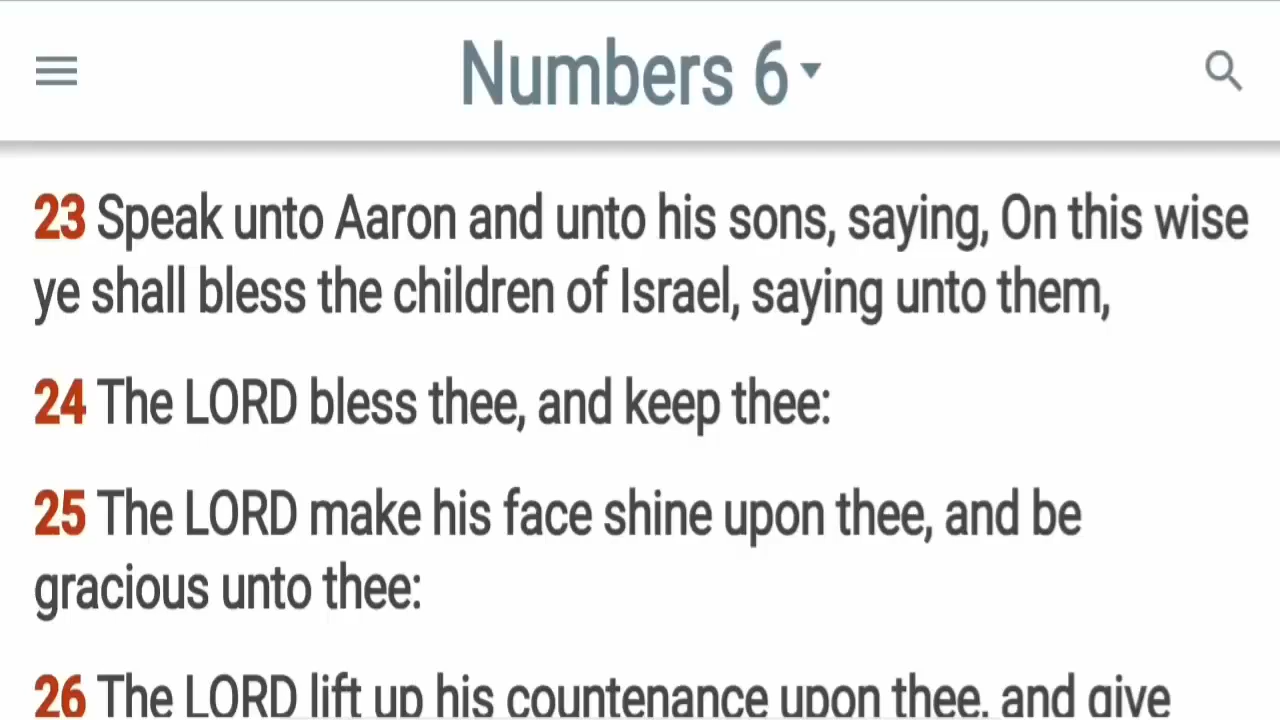 Numbers 6
23 Speak unto Aaron and unto his sons, saying, On this wise
ye shall bless the children of Israel, saying unto them,
24 The LORD bless thee, and keep thee:
25 The LORD make his face shine upon thee, and be
gracious unto thee:
26 The LORD lift up his countenance upon thee, and give